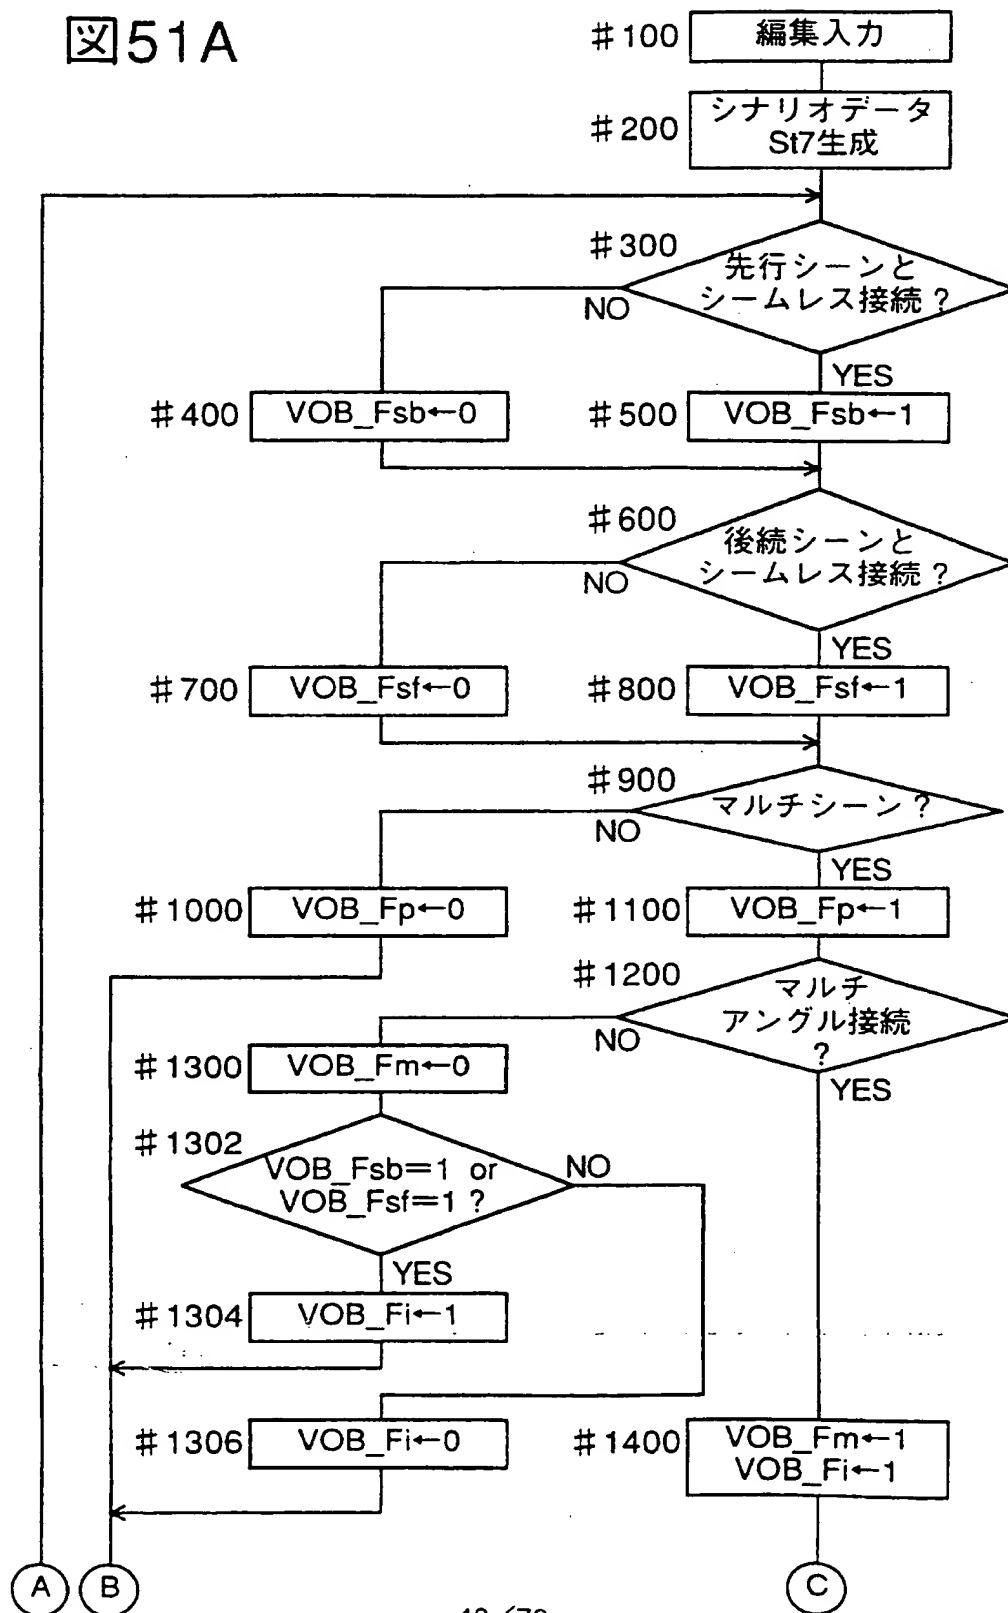 図51A
#100 編集入力
#200 シナリオデータ
St7生成
#300 先行シーンと
シームレス接続?
NO
YES
#400 VOB_Fsb←0
#500 VOB_Fsb←1
#600 後続シーンと
シームレス接続?
NO
YES
#700 VOB_Fsf←0
#800 VOB_Fsf←1
#900 マルチシーン?
NO
YES
#1000 VOB_Fp←0
#1100 VOB_Fp←1
#1200 マルチ
アングル接続
?
NO
YES
#1300 VOB_Fm←0
#1302 VOB_Fsb=1 or
VOB_Fsf=1 ?
NO
YES
#1304 VOB_Fi←1
#1306 VOB_Fi←0
#1400 VOB_Fm←1
VOB_Fi←1
A
B
C